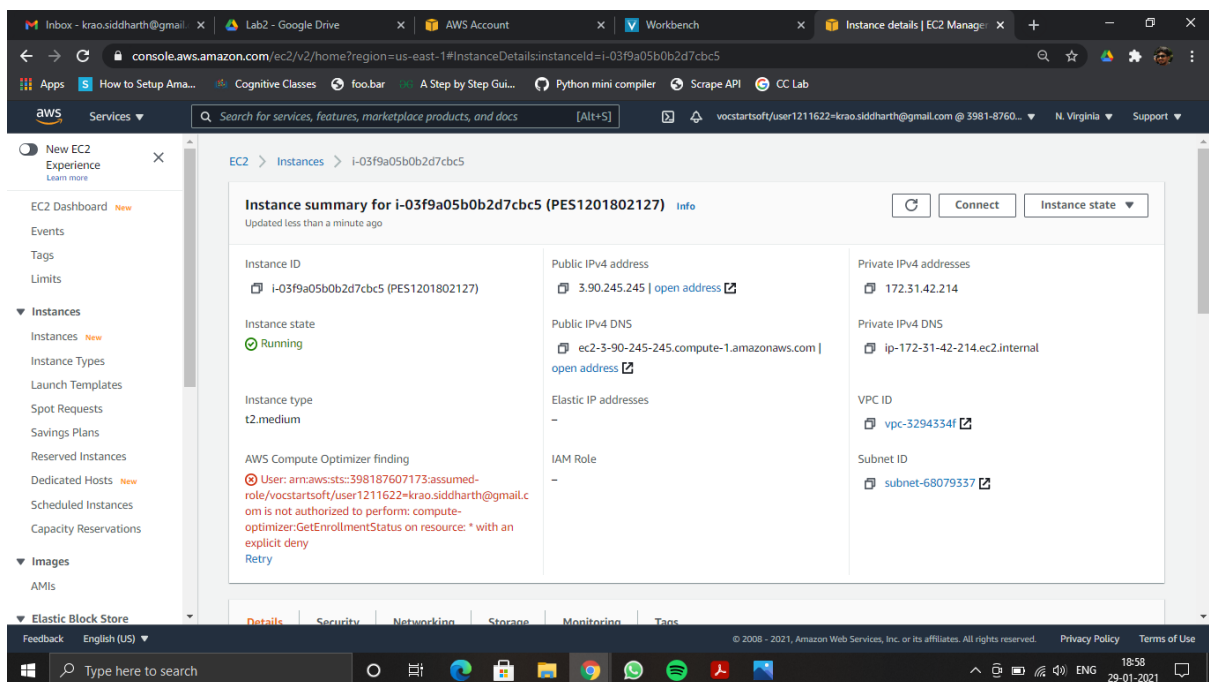 Inbox - krao.siddharth@gmail.
Lab2 - Google Drive
AWS Account
Workbench
Instance details | EC2 Manager
console.aws.amazon.com/ec2/v2/home?region=us-east-1#InstanceDetails:instanceId=i-03f9a05b0b2d7cbc5
Apps
How to Setup Ama...
Cognitive Classes
foo.bar
A Step by Step Gui...
Python mini compiler
Scrape API
CC Lab
aws
Services ▼
Search for services, features, marketplace products, and docs
[Alt+S]
vocstartsoft/user1211622=krao.siddharth@gmail.com @ 3981-8760... ▼
N. Virginia ▼
Support ▼
New EC2
Experience
Learn more
EC2 Dashboard New
Events
Tags
Limits
▼ Instances
Instances New
Instance Types
Launch Templates
Spot Requests
Savings Plans
Reserved Instances
Dedicated Hosts New
Scheduled Instances
Capacity Reservations
▼ Images
AMIs
▼ Elastic Block Store
EC2 > Instances > i-03f9a05b0b2d7cbc5
Instance summary for i-03f9a05b0b2d7cbc5 (PES1201802127) Info
Updated less than a minute ago
Connect
Instance state ▼
Instance ID
i-03f9a05b0b2d7cbc5 (PES1201802127)
Public IPv4 address
3.90.245.245 | open address
Private IPv4 addresses
172.31.42.214
Instance state
Running
Public IPv4 DNS
ec2-3-90-245-245.compute-1.amazonaws.com |
open address
Private IPv4 DNS
ip-172-31-42-214.ec2.internal
Instance type
t2.medium
Elastic IP addresses
–
VPC ID
vpc-3294334f
AWS Compute Optimizer finding
User: arn:aws:sts::398187607173:assumed-
role/vocstartsoft/user1211622=krao.siddharth@gmail.c
om is not authorized to perform: compute-
optimizer:GetEnrollmentStatus on resource: * with an
explicit deny
Retry
IAM Role
–
Subnet ID
subnet-68079337
Details
Security
Networking
Storage
Monitoring
Tags
Feedback
English (US) ▼
© 2008 - 2021, Amazon Web Services, Inc. or its affiliates. All rights reserved.
Privacy Policy
Terms of Use
Type here to search
ENG
18:58
29-01-2021